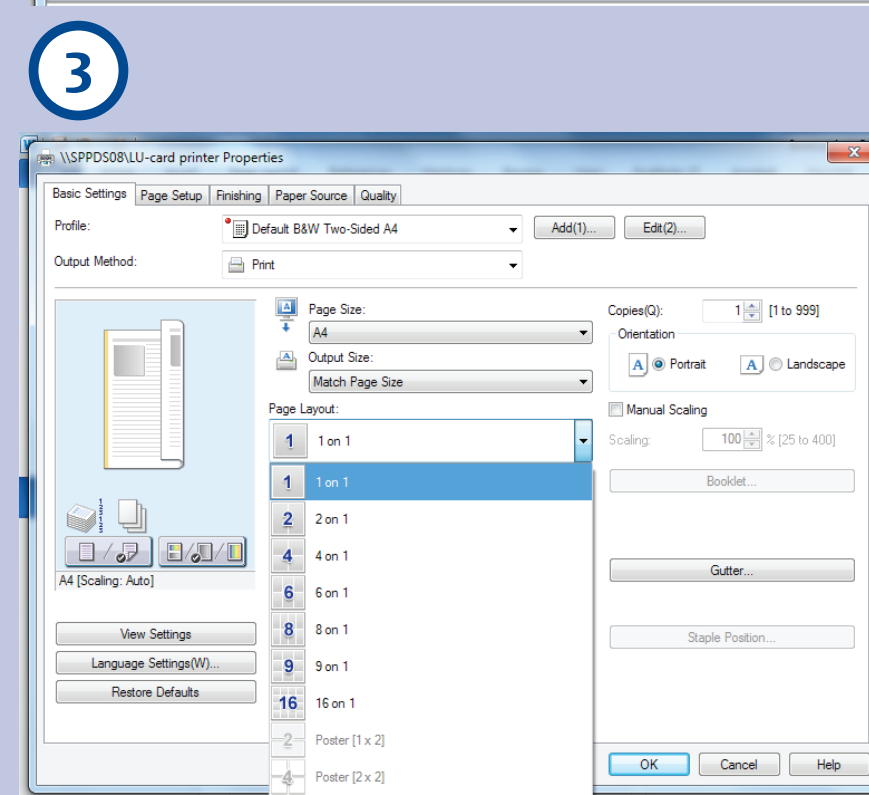 3
\\SPPDS08\LU-card printer Properties
Basic Settings Page Setup Finishing Paper Source Quality
Profile: Default B&W Two-Sided A4 Add(1)... Edit(2)...
Output Method: Print
Page Size:
A4
Output Size:
Match Page Size
Page Layout:
1 1 on 1
1 1 on 1
2 2 on 1
4 4 on 1
6 6 on 1
8 8 on 1
9 9 on 1
16 16 on 1
2 Poster [1 x 2]
4 Poster [2 x 2]
Copies(Q): 1 [1 to 999]
Orientation
A Portrait A Landscape
Manual Scaling
Scaling: 100 % [25 to 400]
Booklet...
Gutter...
Staple Position...
A4 [Scaling: Auto]
View Settings
Language Settings(W)...
Restore Defaults
OK Cancel Help